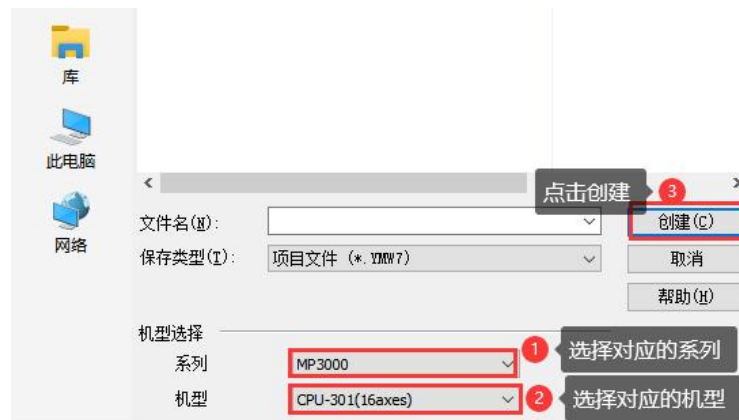 库
此电脑
网络
点击创建 3
文件名(N):
创建(C)
保存类型(T): 项目文件 (*.YMW7)
取消
帮助(H)
机型选择
系列 MP3000 1 选择对应的系列
机型 CPU-301(16axes) 2 选择对应的机型